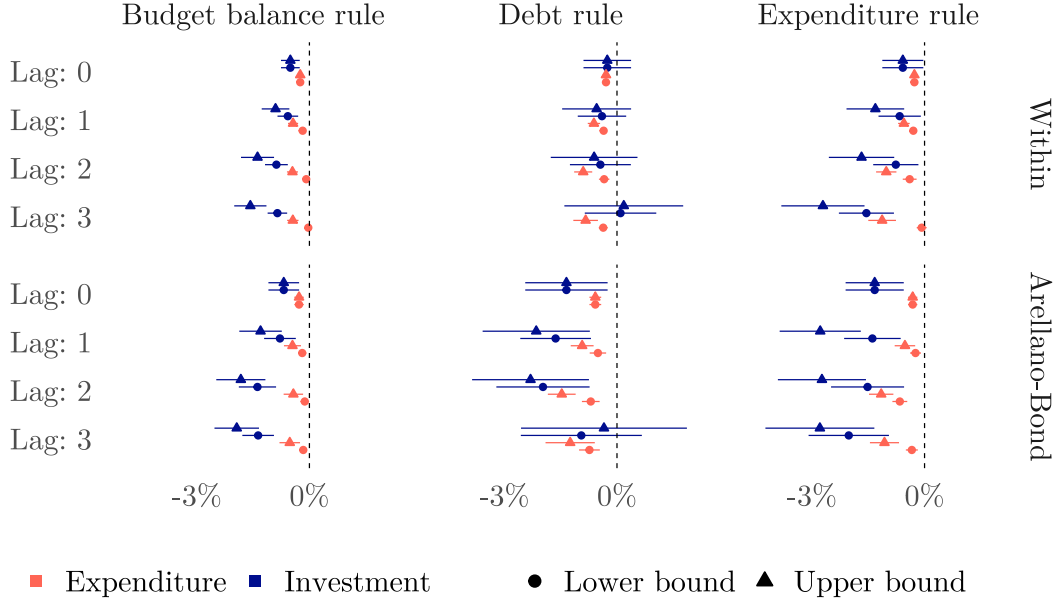 Budget balance rule Debt rule Expenditure rule
Lag: 0
Lag: 1
Lag: 2
Lag: 3
Within
Lag: 0
Lag: 1
Lag: 2
Lag: 3
Arellano-Bond
-3% 0% -3% 0% -3% 0%
Expenditure Investment Lower bound Upper bound